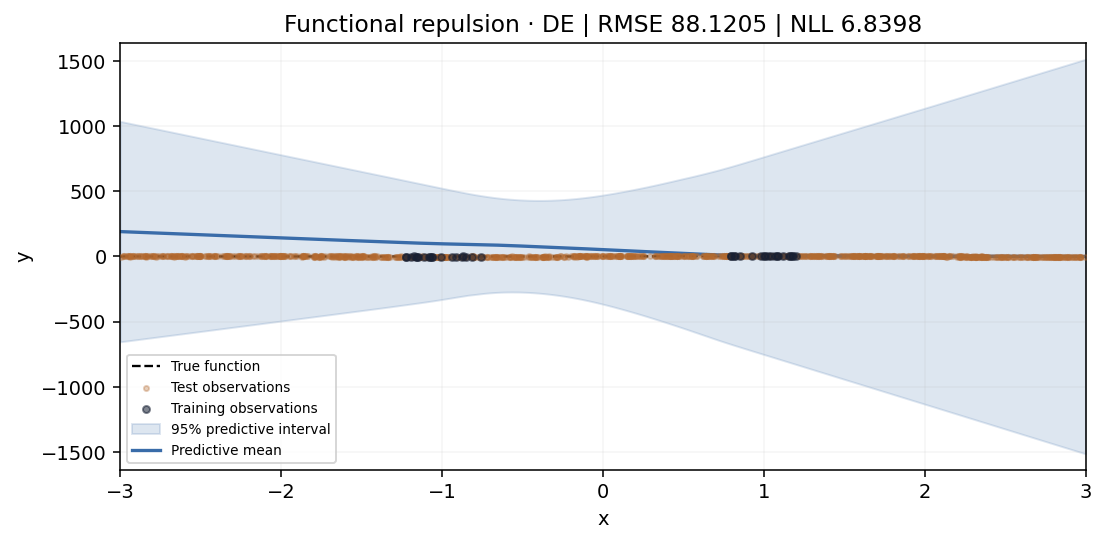 Functional repulsion · DE | RMSE 88.1205 | NLL 6.8398
y
1500
1000
500
0
−500
−1000
−1500
True function
Test observations
Training observations
95% predictive interval
Predictive mean
−3 −2 −1 0 1 2 3
x